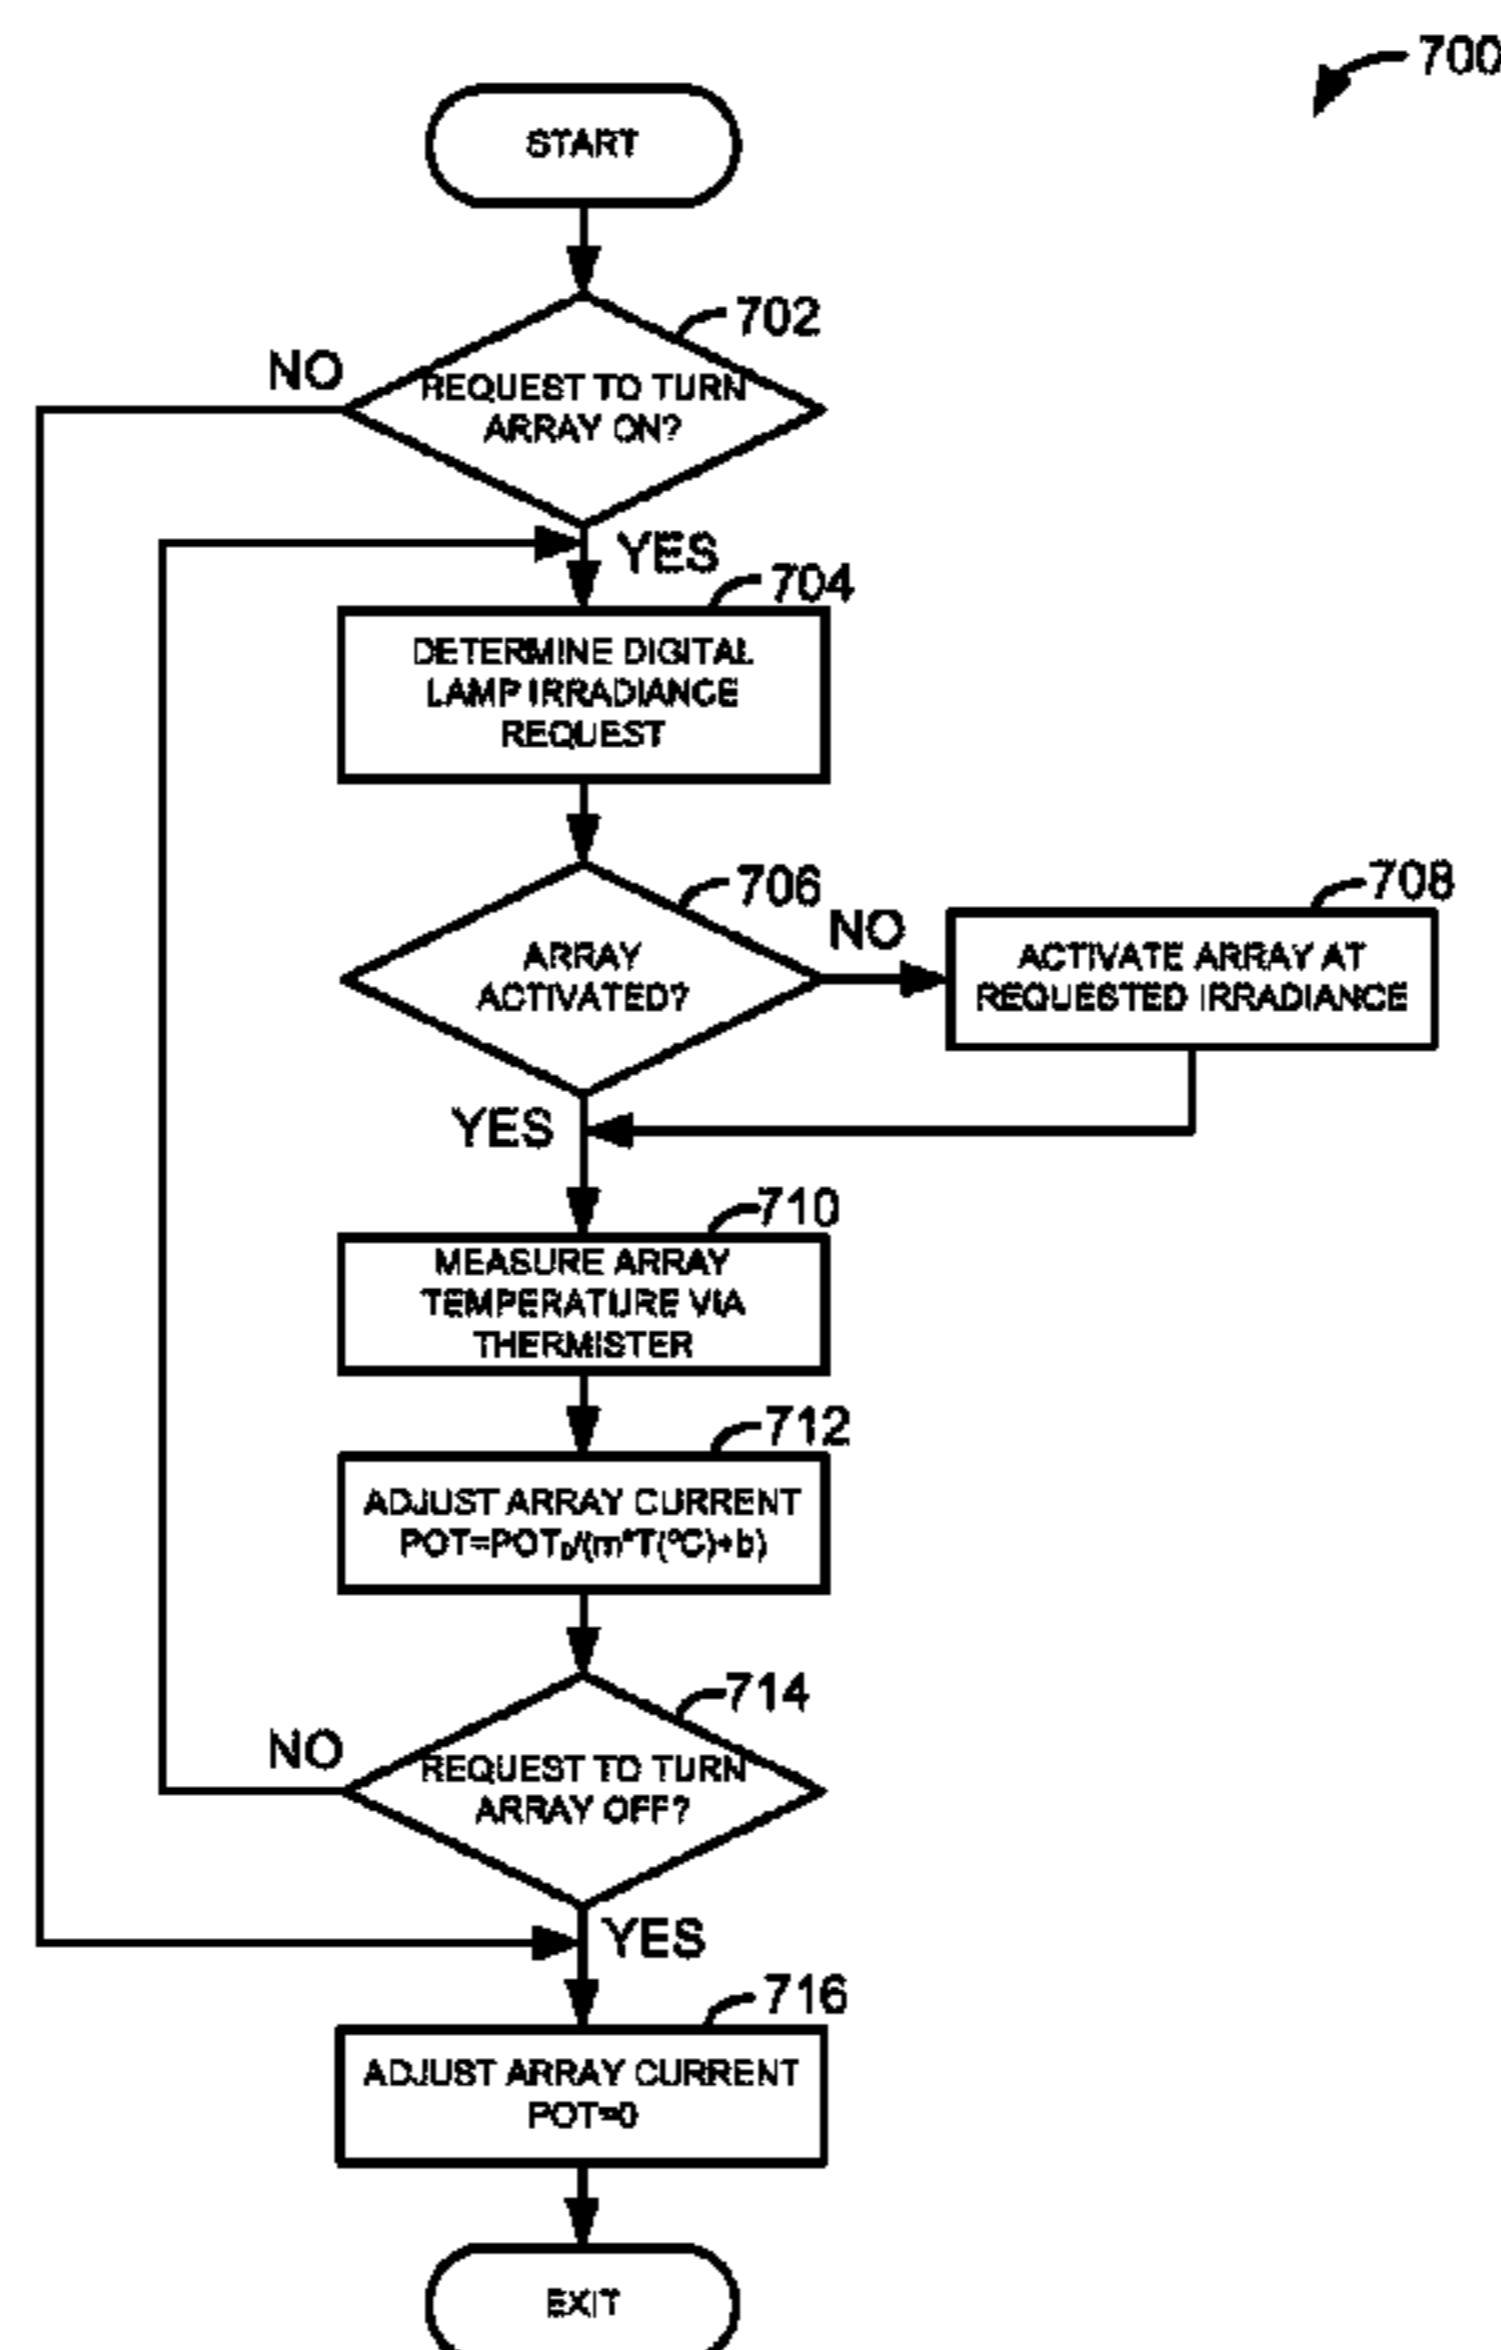 700
START
702
NO
REQUEST TO TURN
ARRAY ON?
YES
704
DETERMINE DIGITAL
LAMP IRRADIANCE
REQUEST
706
NO
708
ARRAY
ACTIVATED?
ACTIVATE ARRAY AT
REQUESTED IRRADIANCE
YES
710
MEASURE ARRAY
TEMPERATURE VIA
THERMISTER
712
ADJUST ARRAY CURRENT
POT=POT₀/(m*T(ºC)+b)
714
NO
REQUEST TO TURN
ARRAY OFF?
YES
716
ADJUST ARRAY CURRENT
POT=0
EXIT